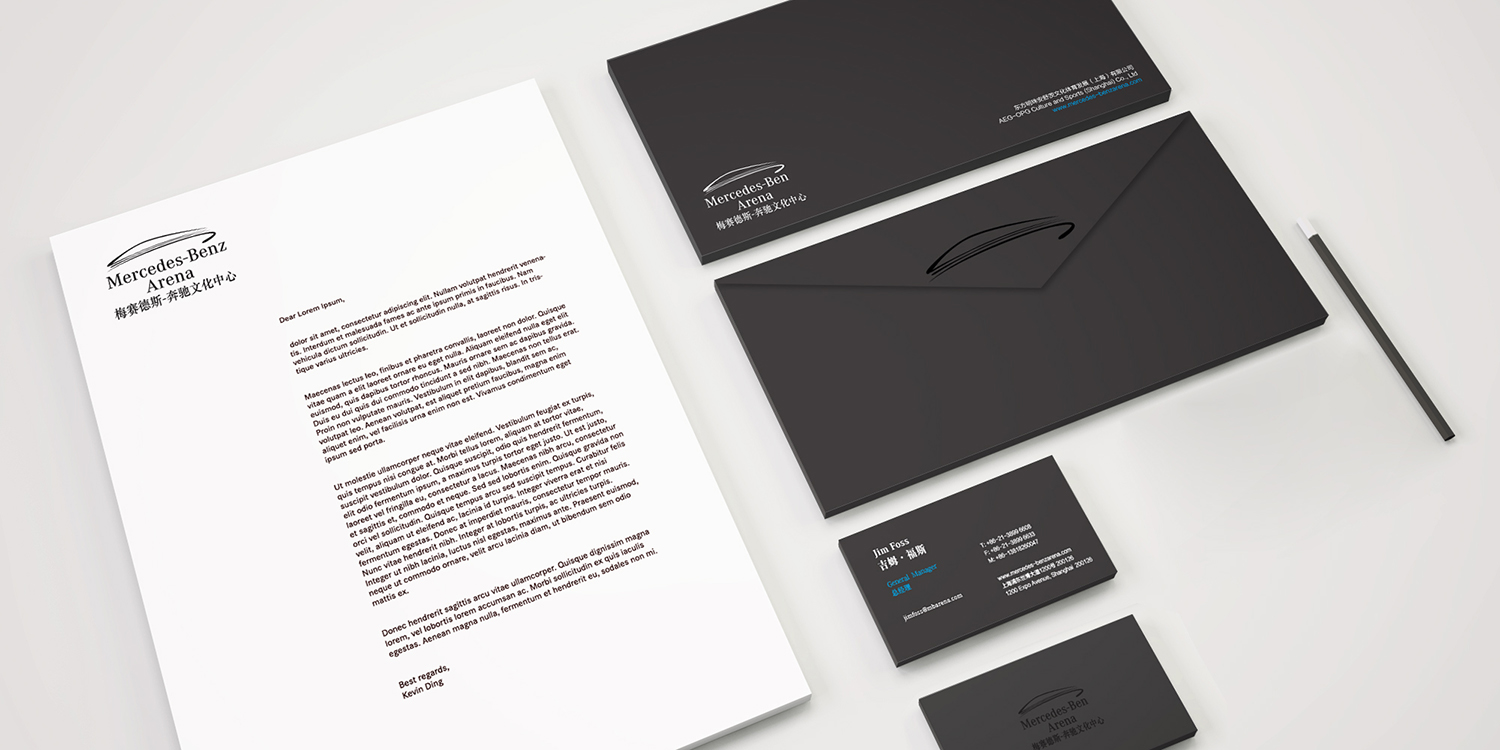 Mercedes-Benz
Arena
梅赛德斯-奔驰文化中心
Dear Lorem Ipsum,
dolor sit amet, consectetur adipiscing elit. Nullam volutpat hendrerit venena-
tis. Interdum et malesuada fames ac ante ipsum primis in faucibus. Nam
vehicula dictum sollicitudin. Ut et sollicitudin nulla, at sagittis risus. In tris-
tique varius ultricies.
Maecenas lectus leo, finibus et pharetra convallis, laoreet non dolor. Quisque
vitae quam a elit laoreet ornare eu eget nulla. Aliquam eleifend nulla eget elit
euismod, quis dapibus tortor rhoncus. Mauris ornare sem ac dapibus gravida.
Duis eu dui quis dui commodo tincidunt a sed nibh. Maecenas non tellus erat.
Proin non vulputate mauris. Vestibulum in elit dapibus, blandit sem ac,
volutpat leo. Aenean volutpat, est aliquet pretium faucibus, magna enim
aliquet enim, vel facilisis urna enim non est. Vivamus condimentum eget
ipsum sed porta.
Ut molestie ullamcorper neque vitae eleifend. Vestibulum feugiat ex turpis,
quis tempus nisi congue at. Morbi tellus lorem, aliquam at tortor vitae,
suscipit vestibulum dolor. Quisque suscipit, odio quis hendrerit fermentum,
elit odio fermentum ipsum, a maximus turpis tortor eget justo. Ut est justo,
laoreet vel fringilla eu, consectetur a lacus. Maecenas nibh arcu, consectetur
et sagittis et, commodo et neque. Sed sed lobortis enim. Quisque gravida non
orci vel sollicitudin. Quisque tempus arcu sed suscipit tempus. Curabitur felis
velit, aliquam ut eleifend ac, lacinia id turpis. Integer viverra erat et nisi
fermentum egestas. Donec at imperdiet mauris, consectetur tempor mauris.
Nunc vitae hendrerit nibh. Integer at lobortis turpis, ac ultricies turpis.
Integer ut nibh lacinia, luctus nisl egestas, maximus ante. Praesent euismod,
neque ut commodo ornare, velit arcu lacinia diam, ut bibendum sem odio
mattis ex.
Donec hendrerit sagittis arcu vitae ullamcorper. Quisque dignissim magna
lorem, vel lobortis lorem accumsan ac. Morbi sollicitudin ex quis iaculis
egestas. Aenean magna nulla, fermentum et hendrerit eu, sodales non mi.
Best regards,
Kevin Ding
Mercedes-Ben
Arena
梅赛德斯-奔驰文化中心
东方明珠安舒茨文化体育发展（上海）有限公司
AEG-OPG Culture and Sports (Shanghai) Co., Ltd
www.mercedes-benzarena.com
Jim Foss
吉姆·福斯
General Manager
总经理
jimfoss@mbarena.com
T: +86-21-3899 6608
F: +86-21-3899 6633
M: +86-13818260047
www.mercedes-benzarena.com
上海浦东世博大道1200号 200126
1200 Expo Avenue, Shanghai 200126
Mercedes-Ben
Arena
梅赛德斯-奔驰文化中心